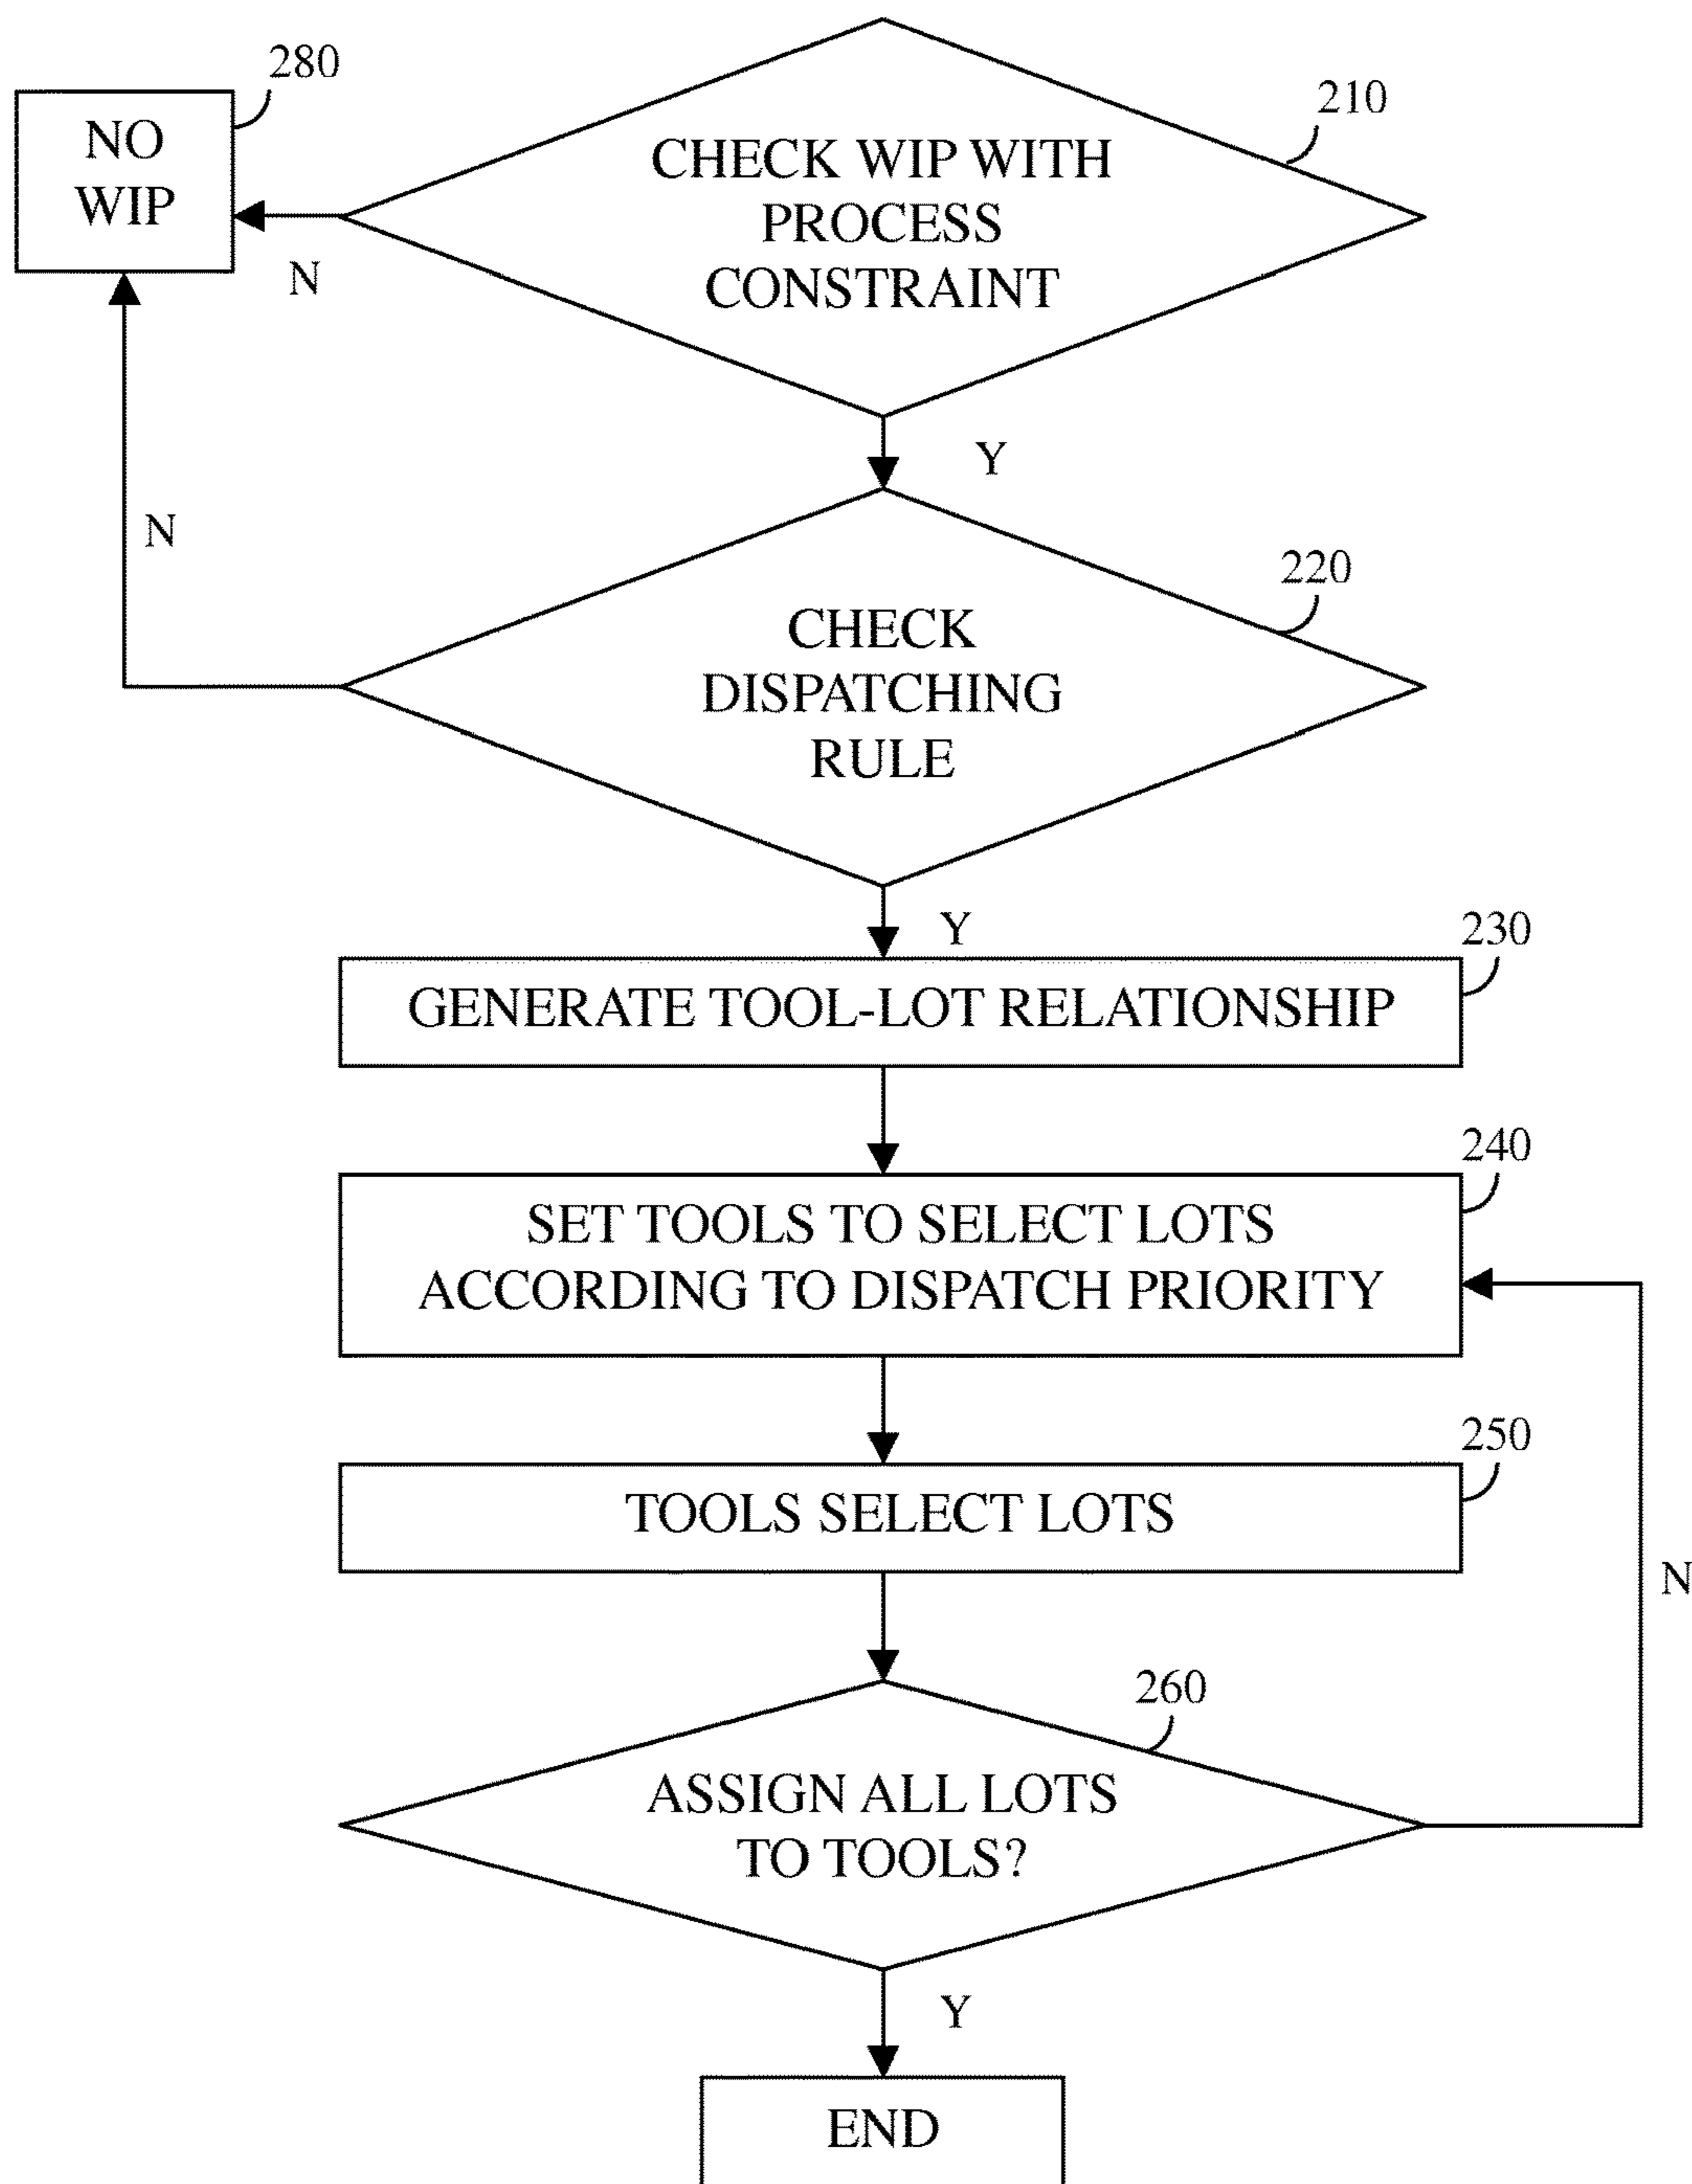 280
NO
WIP
210
CHECK WIP WITH
PROCESS
CONSTRAINT
N
Y
N
220
CHECK
DISPATCHING
RULE
Y
230
GENERATE TOOL-LOT RELATIONSHIP
240
SET TOOLS TO SELECT LOTS
ACCORDING TO DISPATCH PRIORITY
250
TOOLS SELECT LOTS
N
260
ASSIGN ALL LOTS
TO TOOLS?
Y
END